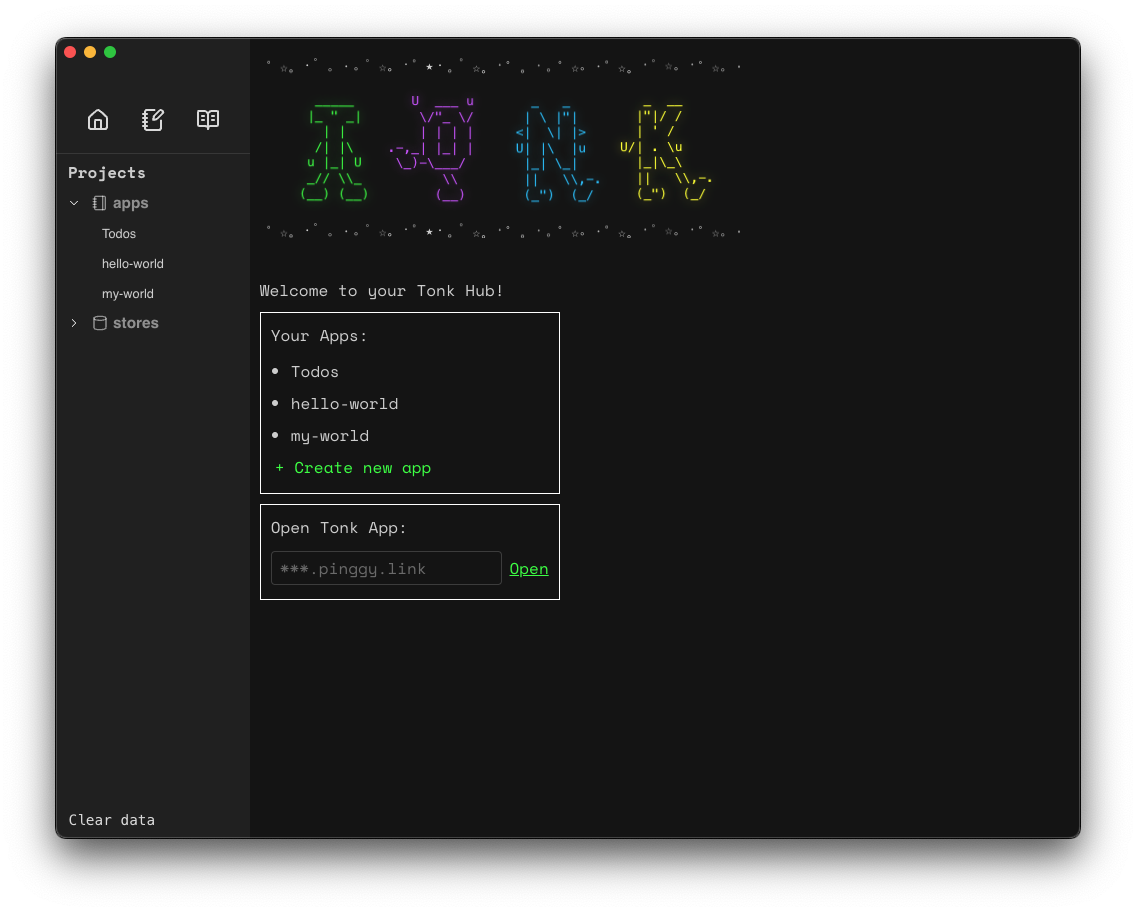 Projects
apps
Todos
hello-world
my-world
stores
Clear data
TONK
Welcome to your Tonk Hub!
Your Apps:
• Todos
• hello-world
• my-world
+ Create new app
Open Tonk App:
***.pinggy.link
Open